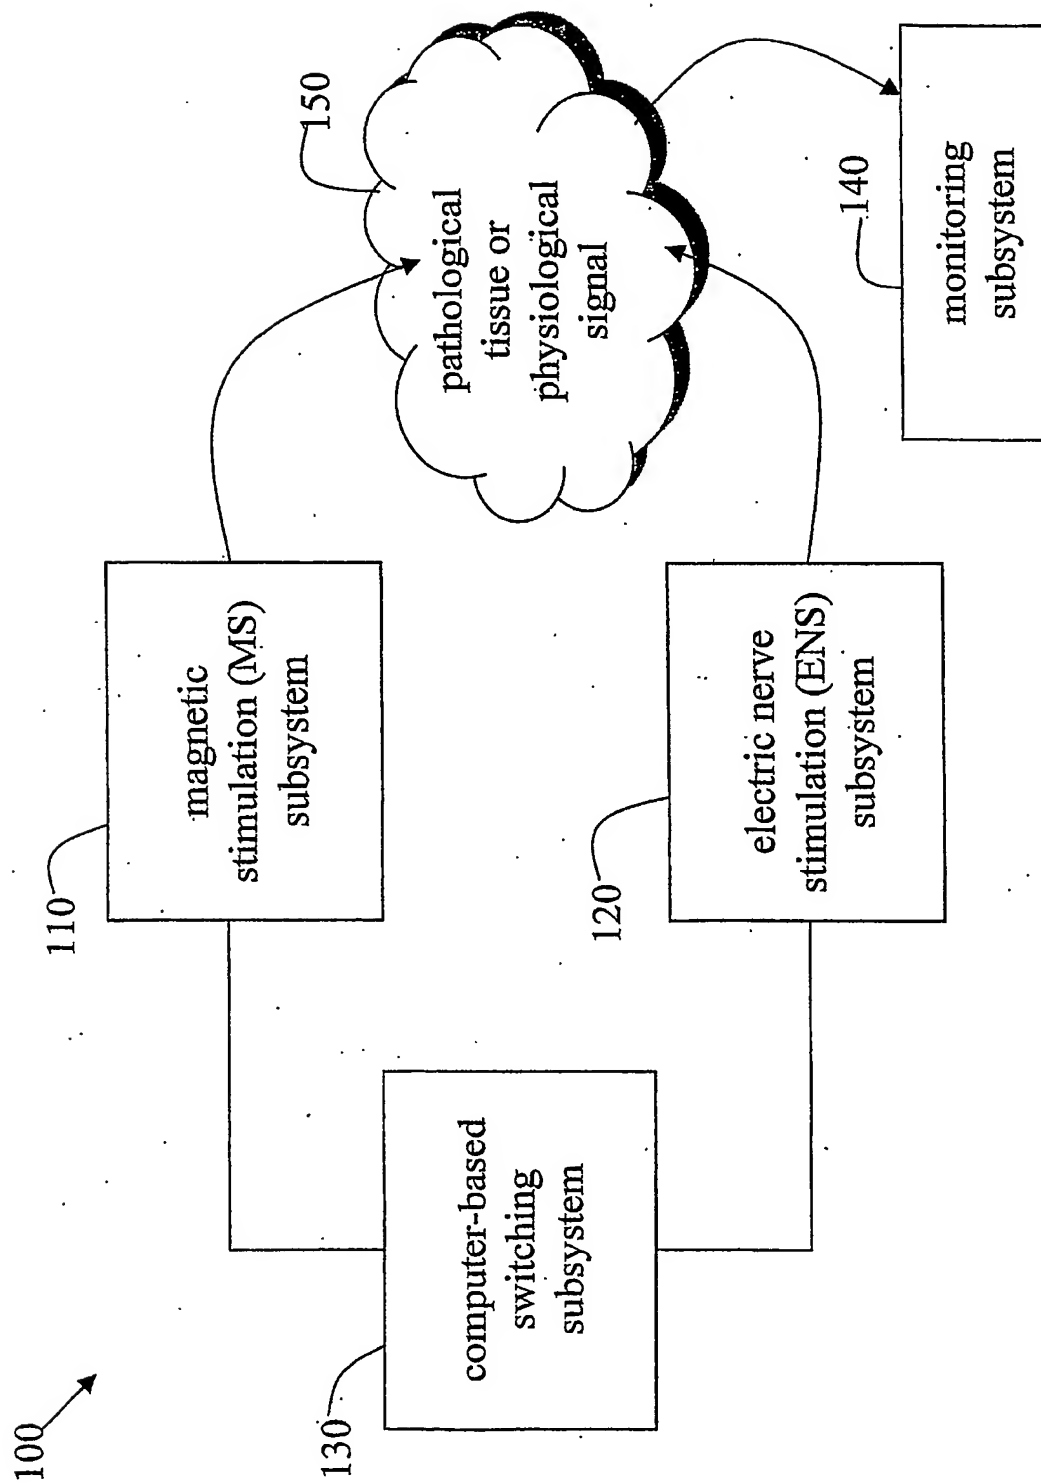 100
110
magnetic
stimulation (MS)
subsystem
150
pathological
tissue or
physiological
signal
130
computer-based
switching
subsystem
120
electric nerve
stimulation (ENS)
subsystem
140
monitoring
subsystem